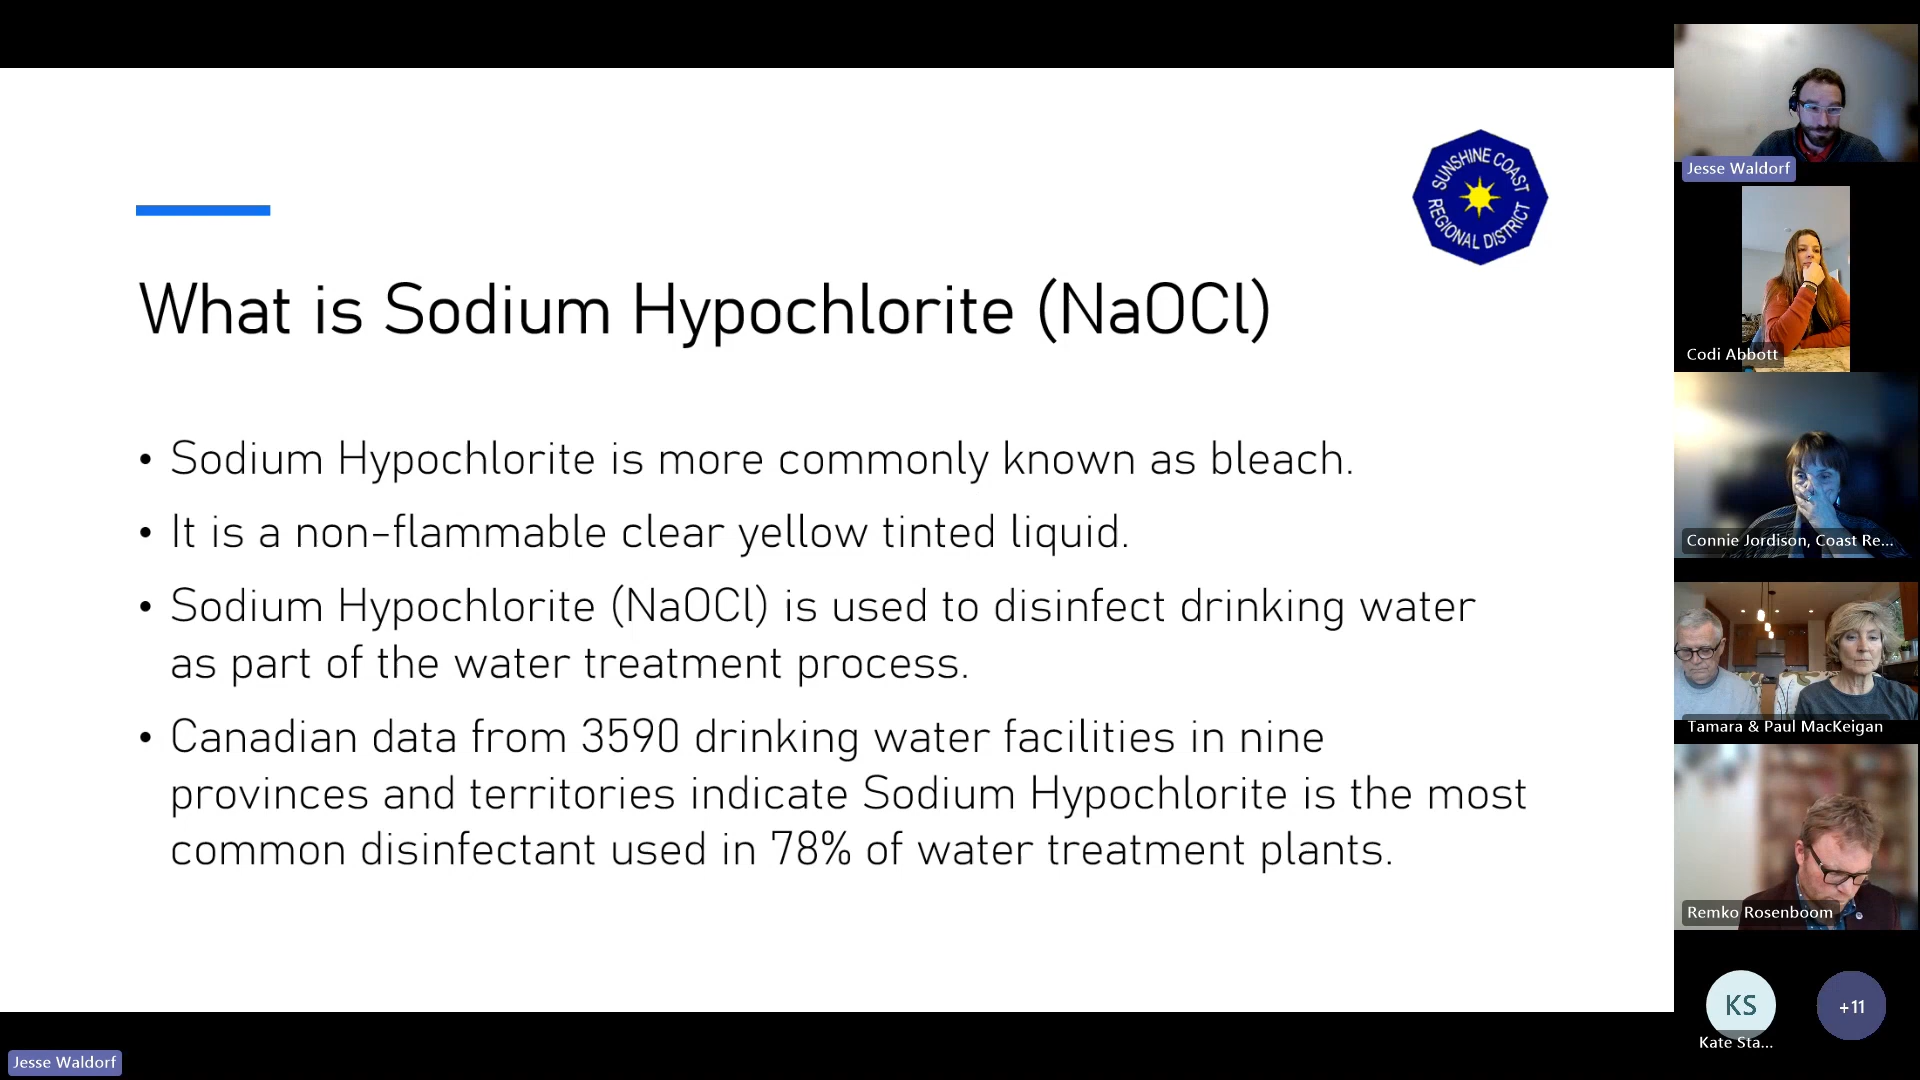 SUNSHINE COAST
REGIONAL DISTRICT
What is Sodium Hypochlorite (NaOCl)
• Sodium Hypochlorite is more commonly known as bleach.
• It is a non-flammable clear yellow tinted liquid.
• Sodium Hypochlorite (NaOCl) is used to disinfect drinking water
as part of the water treatment process.
• Canadian data from 3590 drinking water facilities in nine
provinces and territories indicate Sodium Hypochlorite is the most
common disinfectant used in 78% of water treatment plants.
Jesse Waldorf
Codi Abbott
Connie Jordison, Coast Re...
Tamara & Paul MacKeigan
Remko Rosenboom
KS
+11
Kate Sta...
Jesse Waldorf